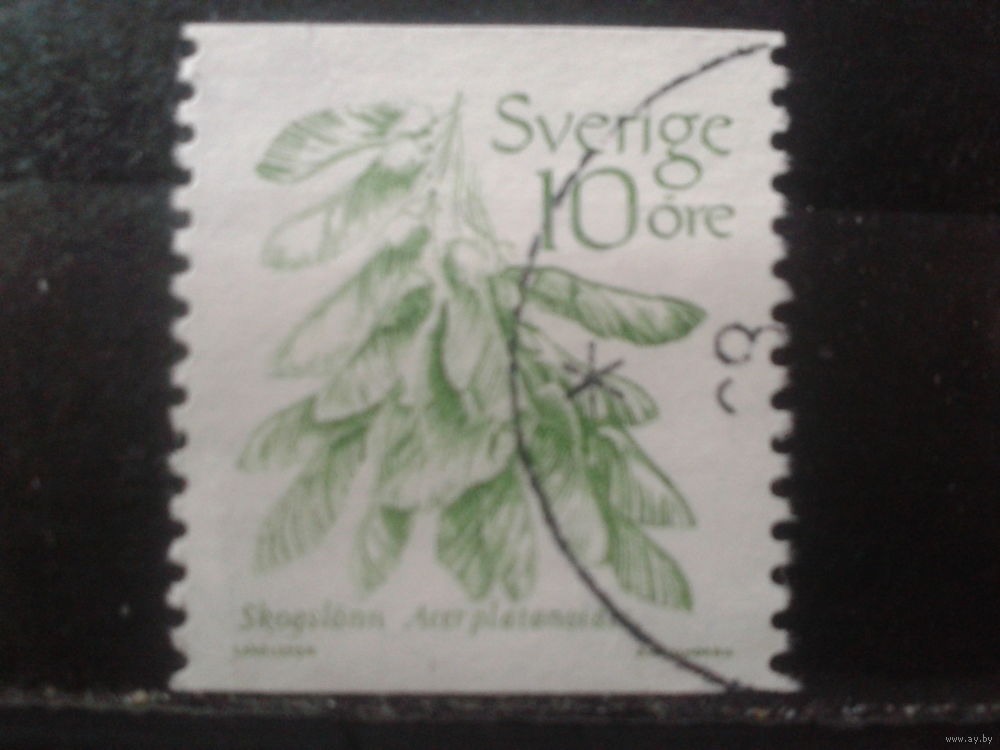 Sverige
10 öre
Skogslönn Acer platanoides
www.ay.by